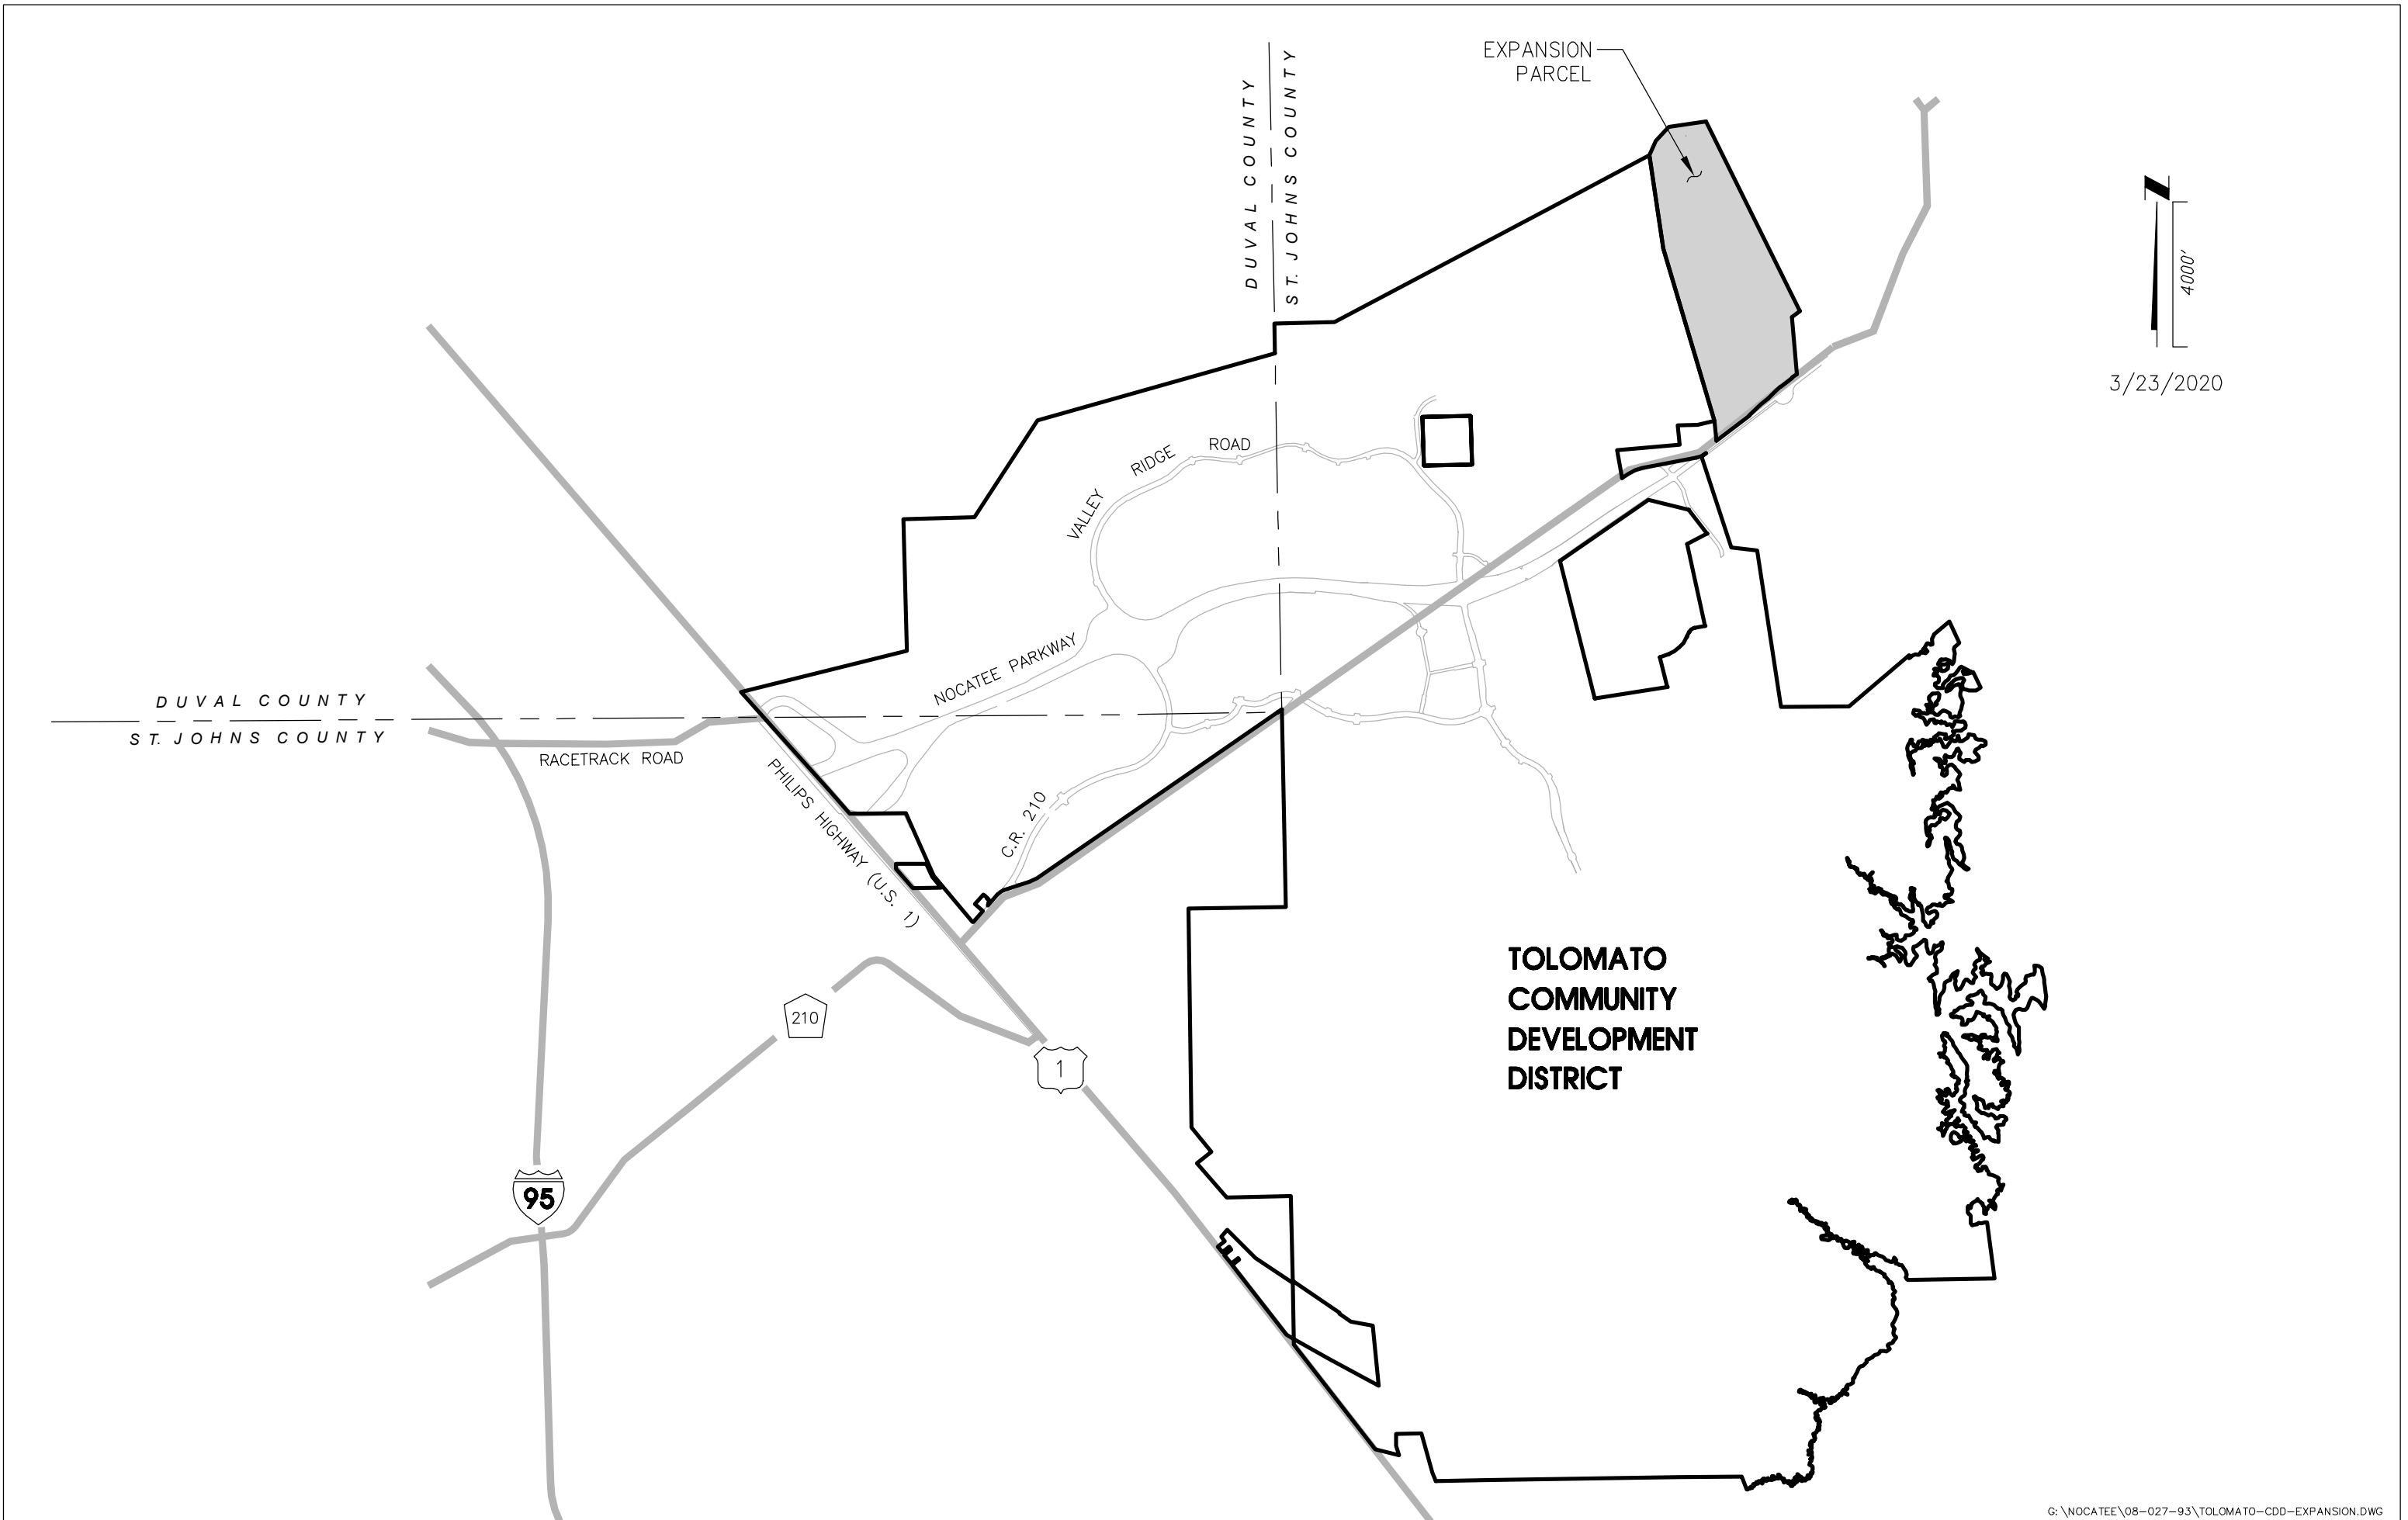 EXPANSION
PARCEL
DUVAL COUNTY
ST. JOHNS COUNTY
4000'
3/23/2020
VALLEY RIDGE ROAD
NOCATEE PARKWAY
DUVAL COUNTY
ST. JOHNS COUNTY
RACETRACK ROAD
PHILIPS HIGHWAY (U.S. 1)
C.R. 210
TOLOMATO
COMMUNITY
DEVELOPMENT
DISTRICT
210
1
95
G: \NOCATEE\08-027-93\TOLOMATO-CDD-EXPANSION.DWG